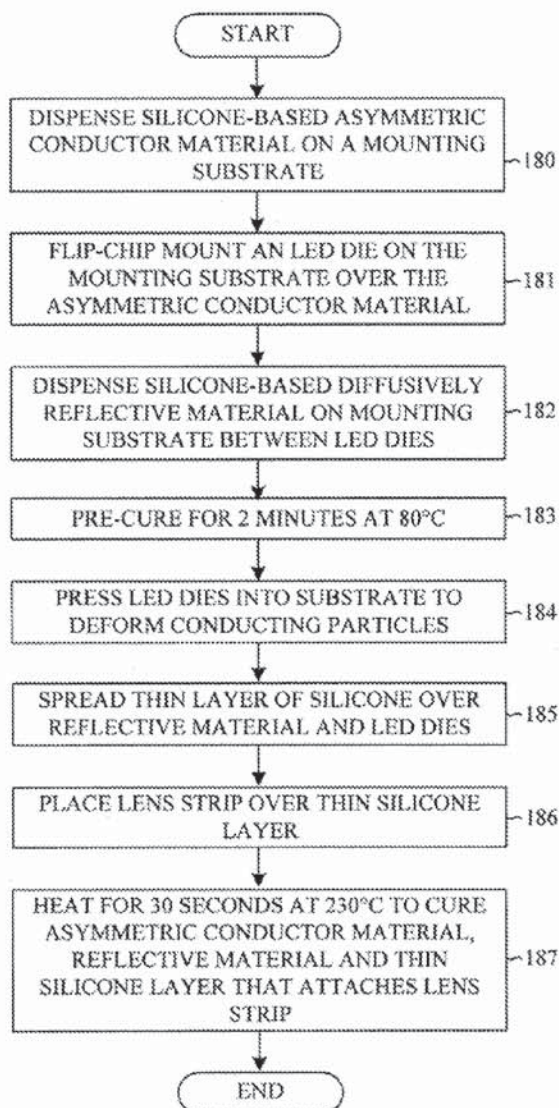 START
DISPENSE SILICONE-BASED ASYMMETRIC
CONDUCTOR MATERIAL ON A MOUNTING
SUBSTRATE
180
FLIP-CHIP MOUNT AN LED DIE ON THE
MOUNTING SUBSTRATE OVER THE
ASYMMETRIC CONDUCTOR MATERIAL
181
DISPENSE SILICONE-BASED DIFFUSIVELY
REFLECTIVE MATERIAL ON MOUNTING
SUBSTRATE BETWEEN LED DIES
182
PRE-CURE FOR 2 MINUTES AT 80°C
183
PRESS LED DIES INTO SUBSTRATE TO
DEFORM CONDUCTING PARTICLES
184
SPREAD THIN LAYER OF SILICONE OVER
REFLECTIVE MATERIAL AND LED DIES
185
PLACE LENS STRIP OVER THIN SILICONE
LAYER
186
HEAT FOR 30 SECONDS AT 230°C TO CURE
ASYMMETRIC CONDUCTOR MATERIAL,
REFLECTIVE MATERIAL AND THIN
SILICONE LAYER THAT ATTACHES LENS
STRIP
187
END